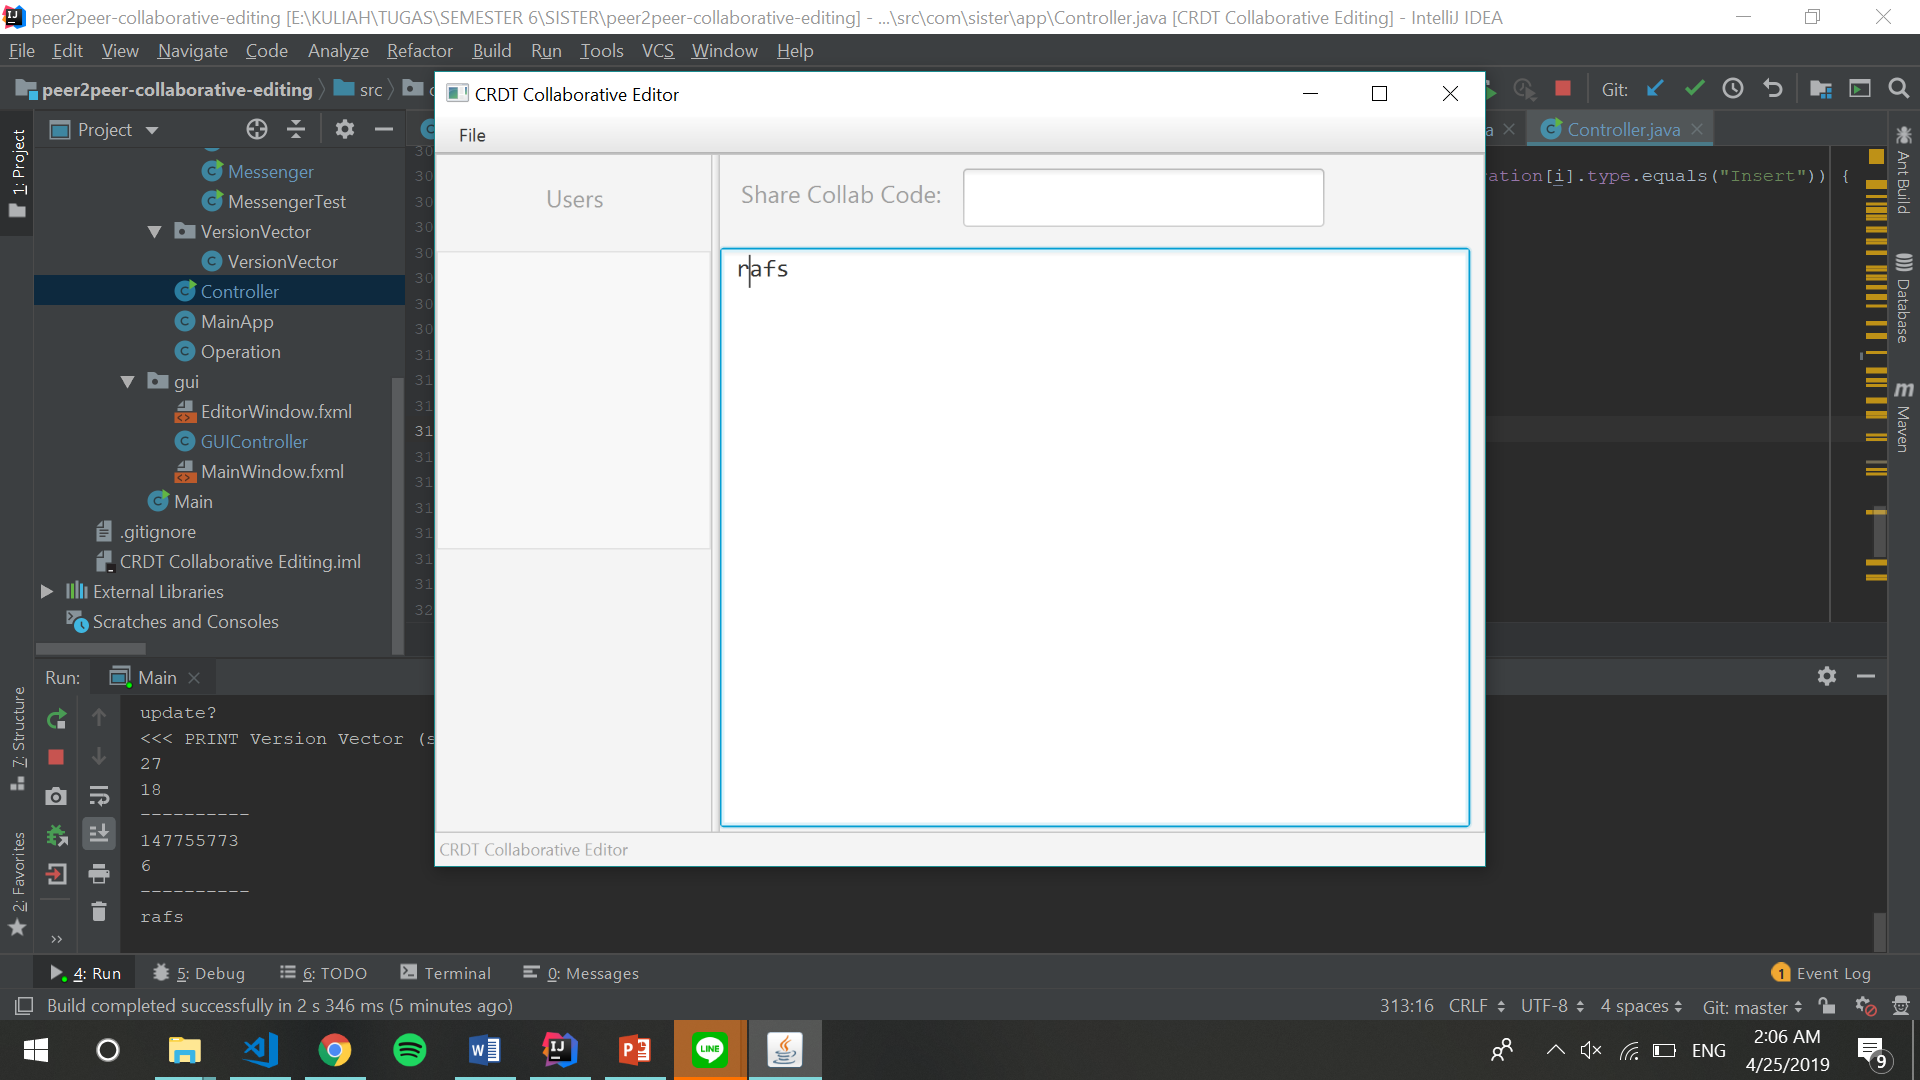 peer2peer-collaborative-editing [E:\KULIAH\TUGAS\SEMESTER 6\SISTER\peer2peer-collaborative-editing] - ...\src\com\sister\app\Controller.java [CRDT Collaborative Editing] - IntelliJ IDEA
File Edit View Navigate Code Analyze Refactor Build Run Tools VCS Window Help
peer2peer-collaborative-editing src
Git:
CRDT Collaborative Editor
File
Users
Share Collab Code:
rafs
CRDT Collaborative Editor
1: Project
Project
Messenger
MessengerTest
VersionVector
VersionVector
Controller
MainApp
Operation
gui
EditorWindow.fxml
GUIController
MainWindow.fxml
Main
.gitignore
CRDT Collaborative Editing.iml
External Libraries
Scratches and Consoles
Controller.java
ation[i].type.equals("Insert")) {
Ant Build
Database
m Maven
7: Structure
2: Favorites
Run: Main
update?
<<< PRINT Version Vector (s
27
18
----------
147755773
6
----------
rafs
4: Run 5: Debug 6: TODO Terminal 0: Messages
1 Event Log
Build completed successfully in 2 s 346 ms (5 minutes ago)
313:16 CRLF UTF-8 4 spaces Git: master
LINE
ENG
2:06 AM
4/25/2019
9